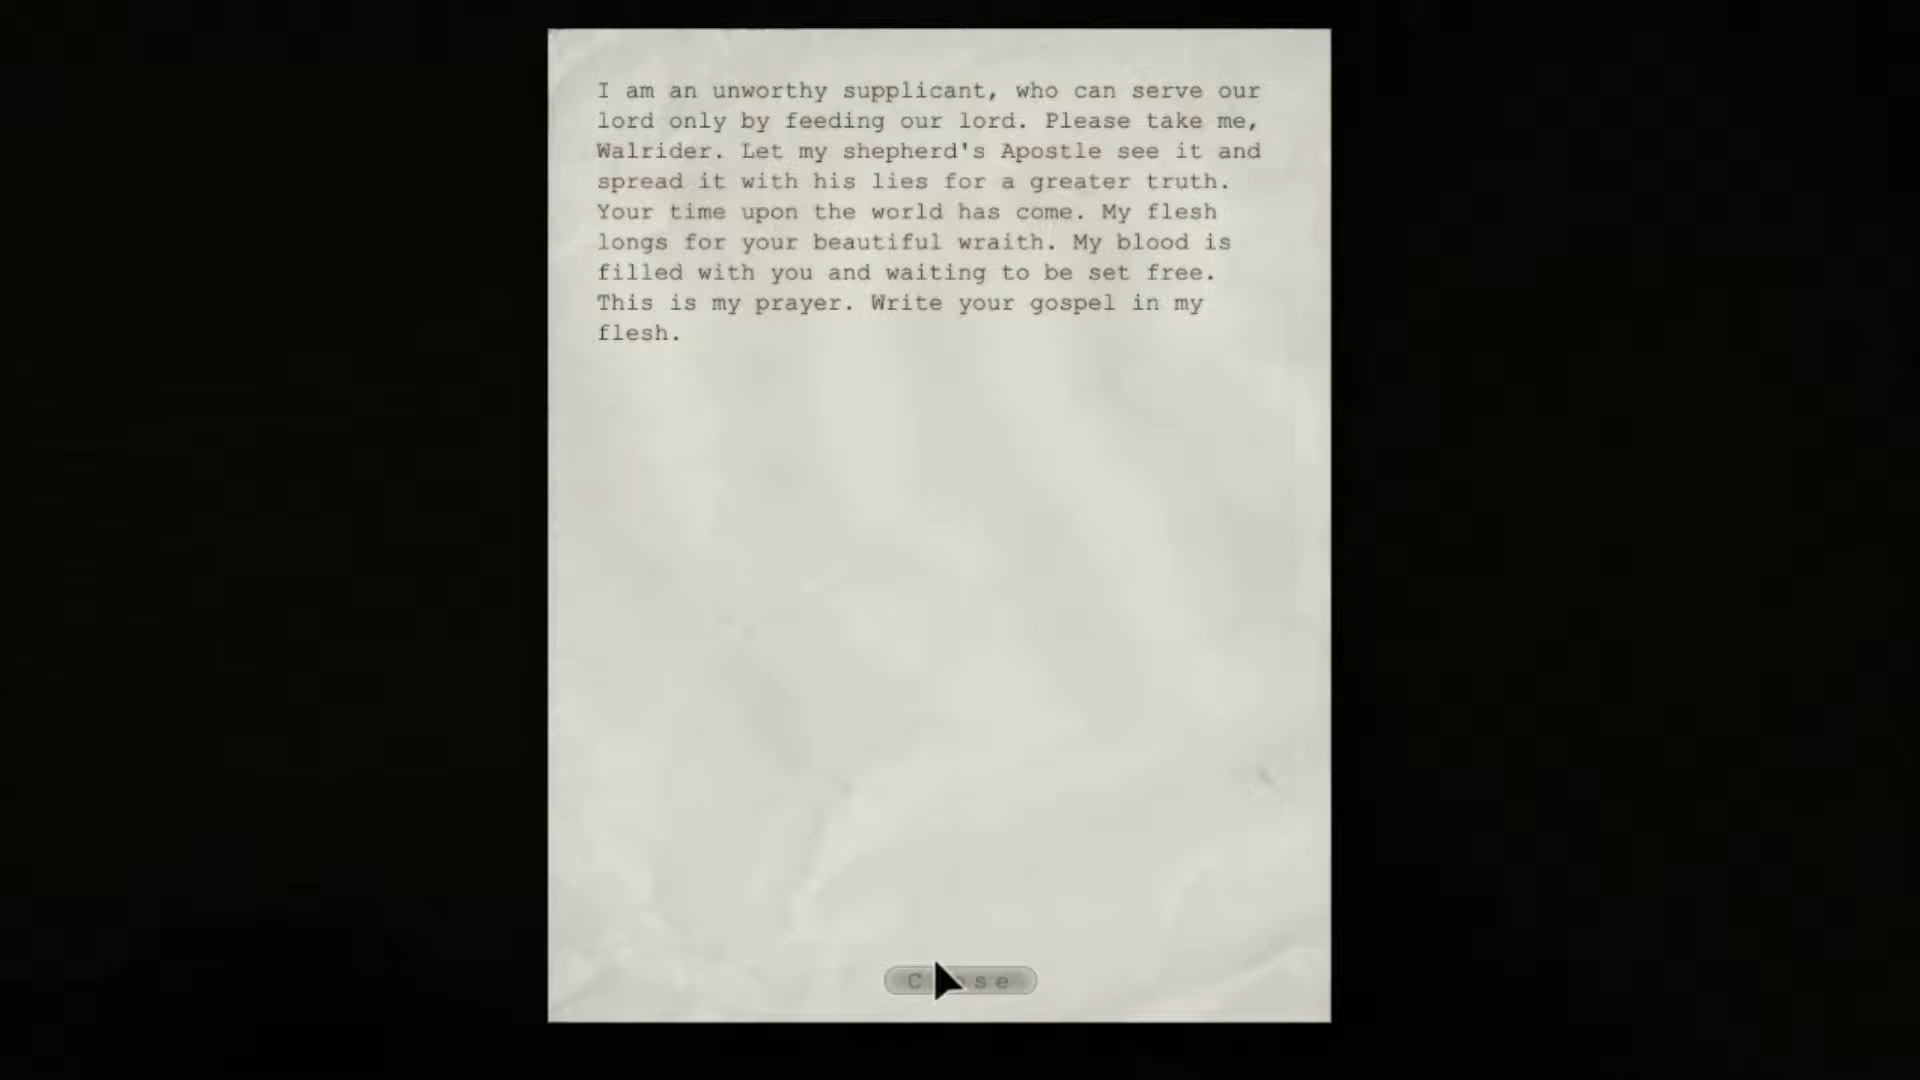 I am an unworthy supplicant, who can serve our
lord only by feeding our lord. Please take me,
Walrider. Let my shepherd's Apostle see it and
spread it with his lies for a greater truth.
Your time upon the world has come. My flesh
longs for your beautiful wraith. My blood is
filled with you and waiting to be set free.
This is my prayer. Write your gospel in my
flesh.
Close